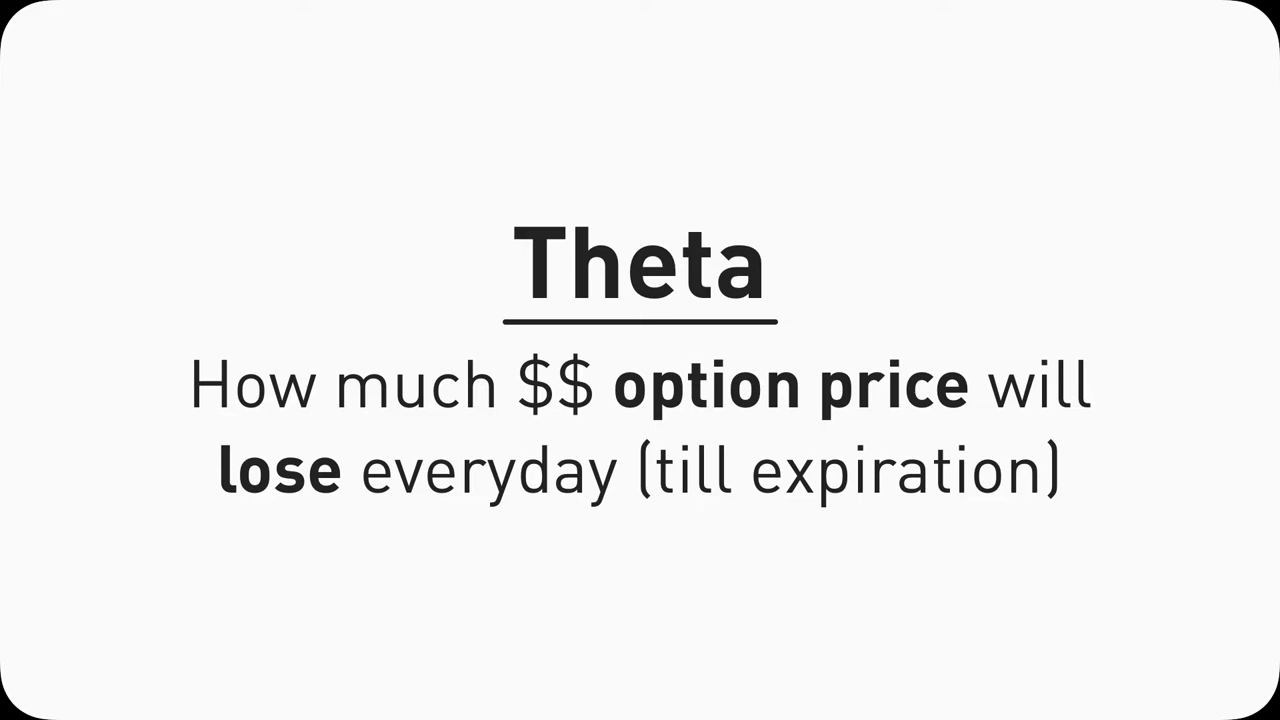 Theta
How much $$ option price will
lose everyday (till expiration)